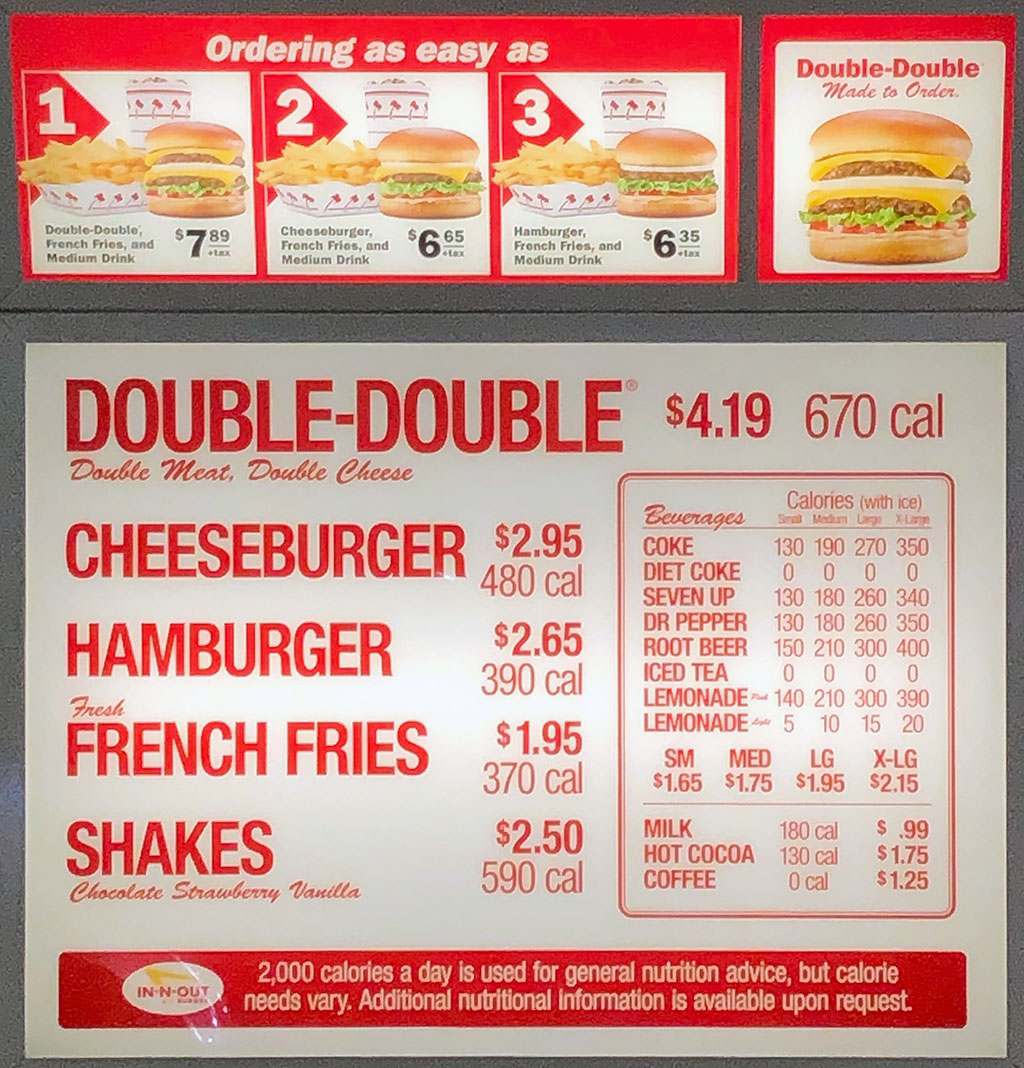 Ordering as easy as
1
Double-Double®,
French Fries, and
Medium Drink
$7 89
+tax
2
Cheeseburger,
French Fries, and
Medium Drink
$6 65
+tax
3
Hamburger,
French Fries, and
Medium Drink
$6 35
+tax
Double-Double®
Made to Order.
DOUBLE-DOUBLE® $4.19 670 cal
Double Meat, Double Cheese
CHEESEBURGER $2.95
480 cal
HAMBURGER $2.65
390 cal
Fresh
FRENCH FRIES $1.95
370 cal
SHAKES $2.50
590 cal
Chocolate Strawberry Vanilla
Calories (with ice)
Beverages Small Medium Large X-Large
COKE 130 190 270 350
DIET COKE 0 0 0 0
SEVEN UP 130 180 260 340
DR PEPPER 130 180 260 350
ROOT BEER 150 210 300 400
ICED TEA 0 0 0 0
LEMONADE Pink 140 210 300 390
LEMONADE Light 5 10 15 20
SM MED LG X-LG
$1.65 $1.75 $1.95 $2.15
MILK 180 cal $ .99
HOT COCOA 130 cal $1.75
COFFEE 0 cal $1.25
IN-N-OUT
BURGER
2,000 calories a day is used for general nutrition advice, but calorie
needs vary. Additional nutritional information is available upon request.